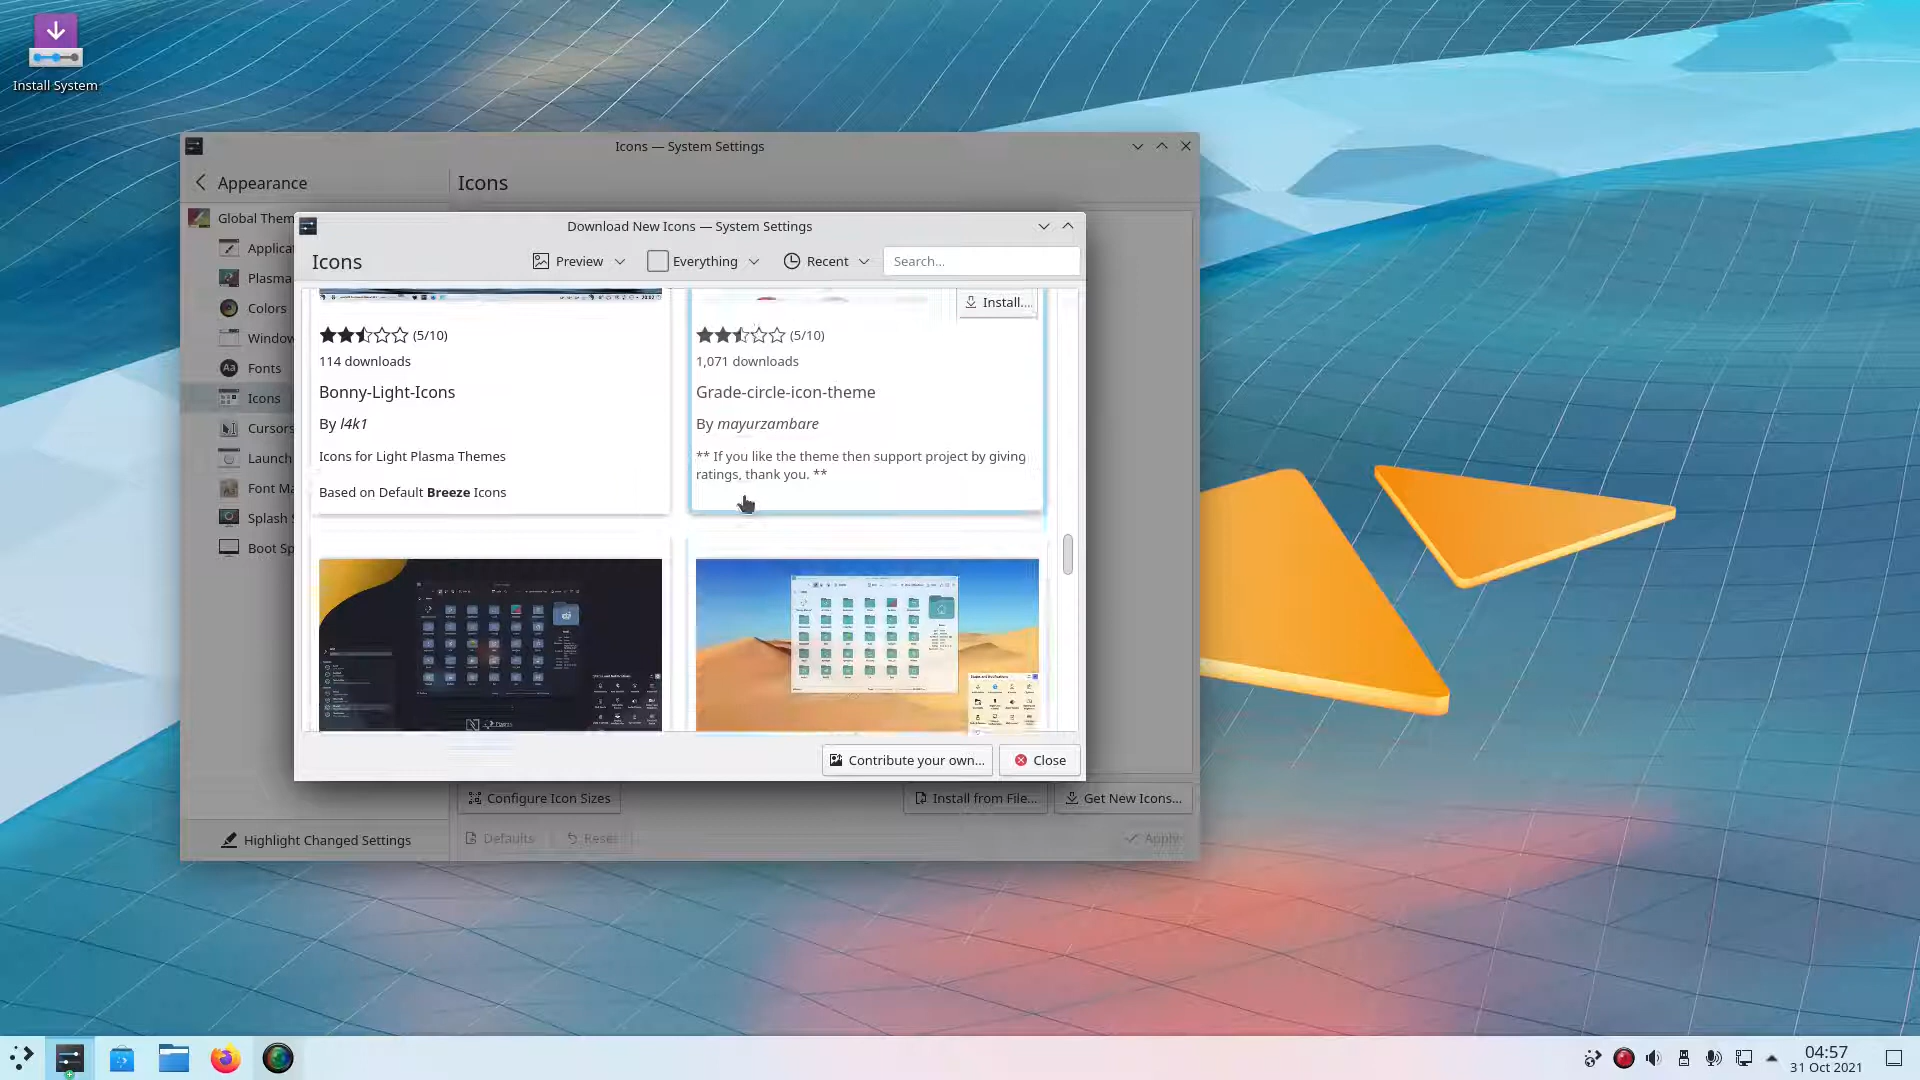 Install System
Icons — System Settings
Appearance
Icons
Global Them
Applica
Plasma
Colors
Window
Fonts
Icons
Cursors
Launch
Font Ma
Splash S
Boot Sp
Highlight Changed Settings
Download New Icons — System Settings
Icons
Preview
Everything
Recent
Search...
Install...
(5/10)
114 downloads
Bonny-Light-Icons
By l4k1
Icons for Light Plasma Themes
Based on Default Breeze Icons
(5/10)
1,071 downloads
Grade-circle-icon-theme
By mayurzambare
** If you like the theme then support project by giving
ratings, thank you. **
Contribute your own...
Close
Configure Icon Sizes
Install from File...
Get New Icons...
Defaults
Reset
Apply
04:57
31 Oct 2021